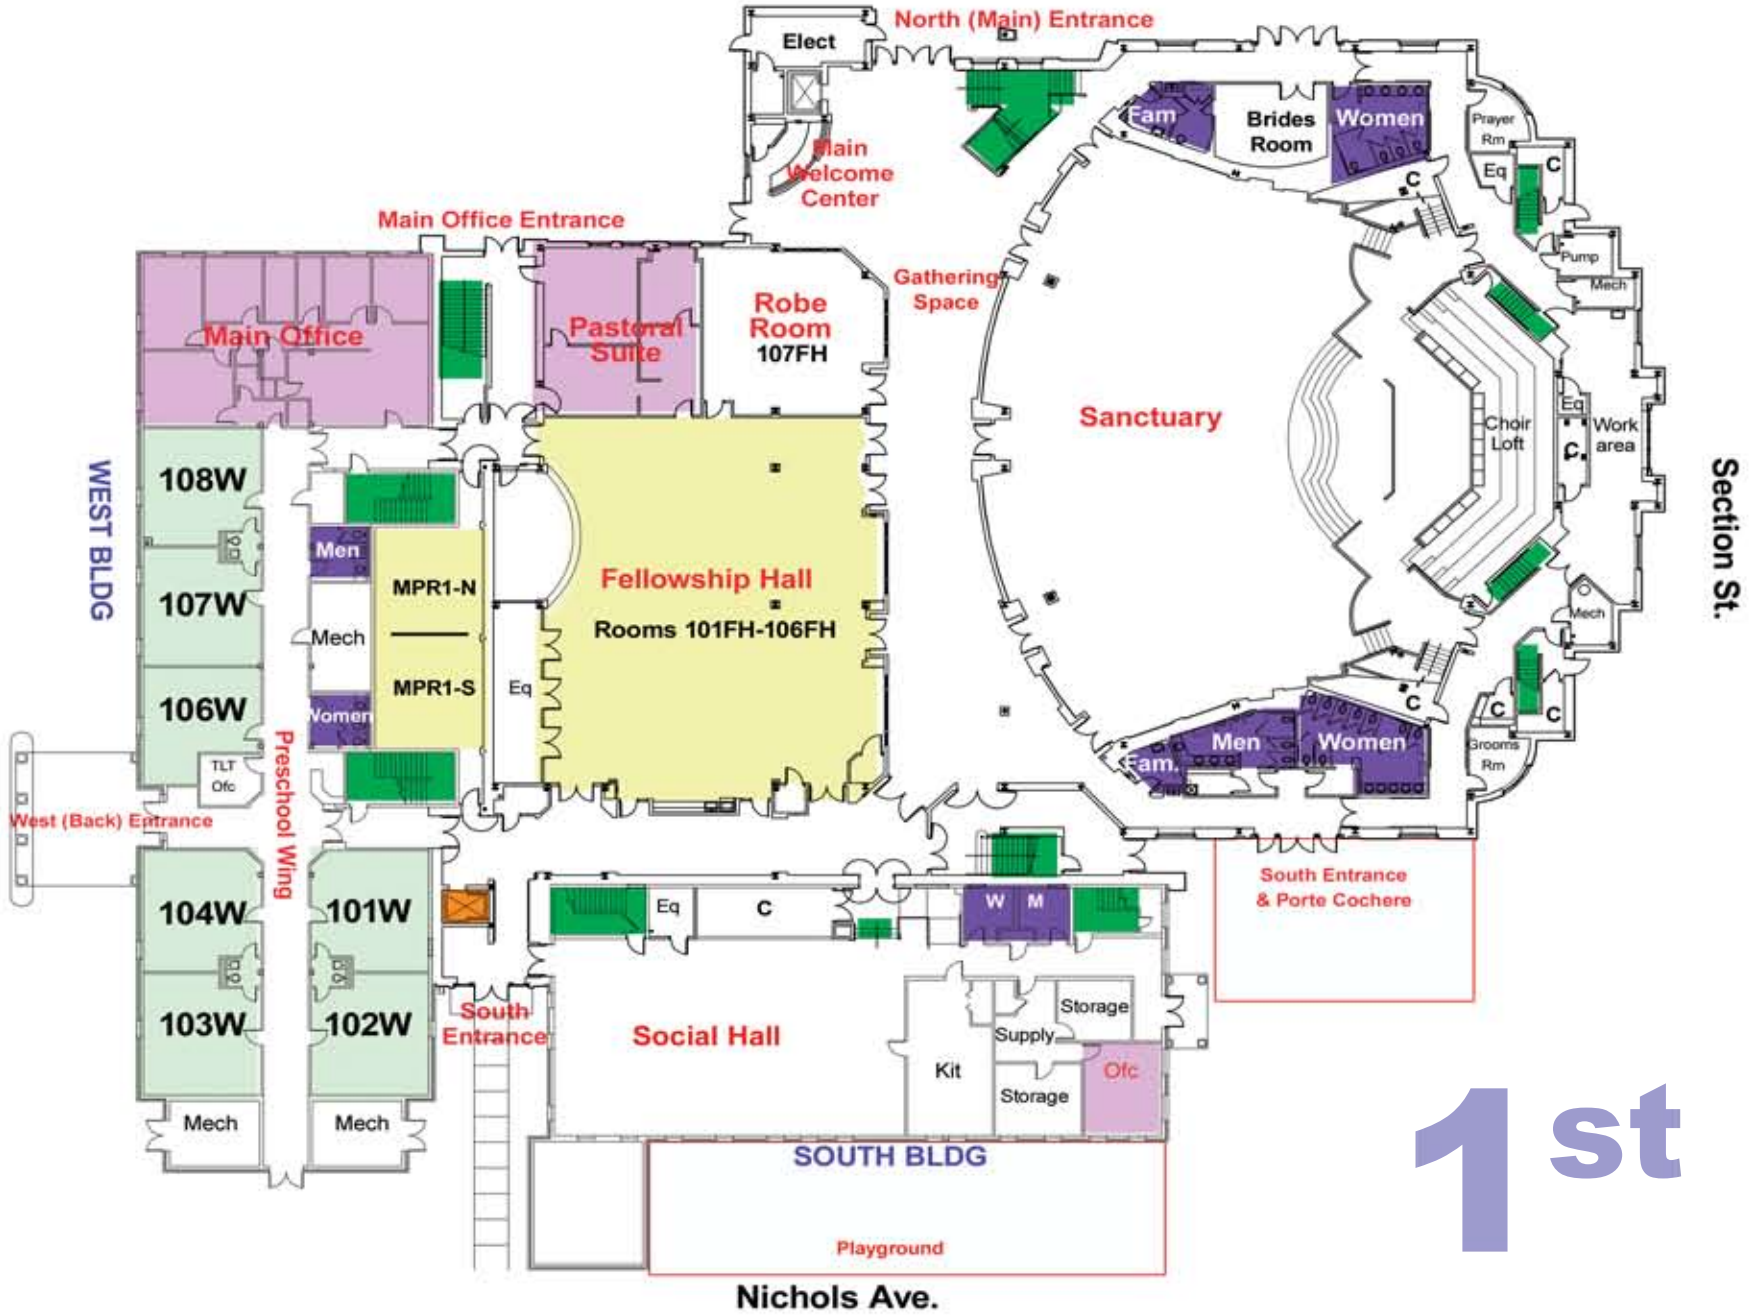 North (Main) Entrance
Elect
Fam
Brides
Room
Women
Prayer
Rm
Eq
C
C
Main
Welcome
Center
Main Office Entrance
Pump
Mech
Gathering
Space
Main Office
Pastoral
Suite
Robe
Room
107FH
Sanctuary
Choir
Loft
Eq
C
Work
area
Section St.
WEST BLDG
108W
Men
MPR1-N
107W
Mech
Fellowship Hall
Rooms 101FH-106FH
Mech
MPR1-S
Eq
106W
Women
C
C
C
TLT
Ofc
Preschool Wing
Men
Women
Fam.
Grooms
Rm
West (Back) Entrance
South Entrance
& Porte Cochere
104W
101W
Eq
C
W
M
103W
102W
South
Entrance
Social Hall
Storage
Supply
Kit
Storage
Ofc
Mech
Mech
SOUTH BLDG
1st
Playground
Nichols Ave.